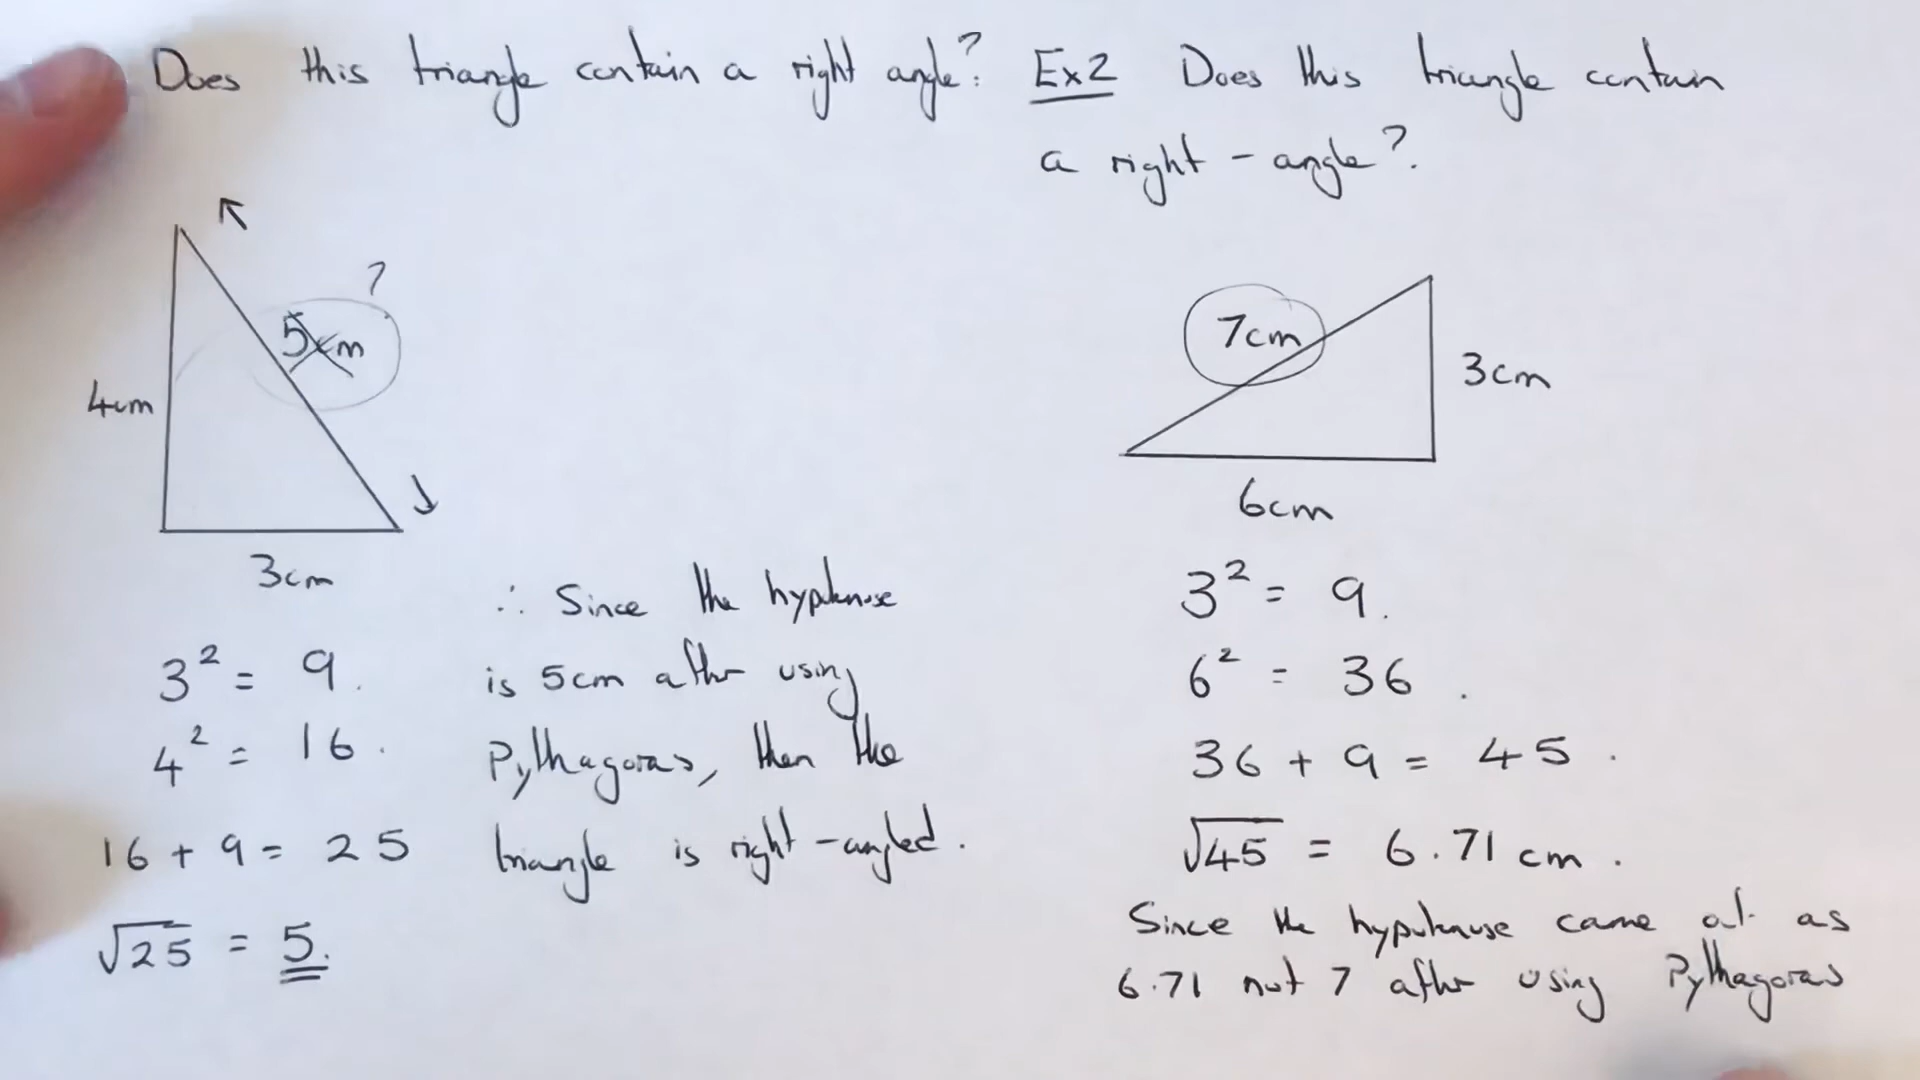 Does this triangle contain a right angle?
?
5cm
4cm
3cm
3² = 9.
4² = 16.
16 + 9 = 25
√25 = 5.
∴ Since the hypotenuse
is 5cm after using
Pythagoras, then the
triangle is right-angled.
Ex2 Does this triangle contain
a right-angle?
7cm
3cm
6cm
3² = 9.
6² = 36.
36 + 9 = 45.
√45 = 6.71 cm.
Since the hypotenuse came out as
6.71 not 7 after using Pythagoras